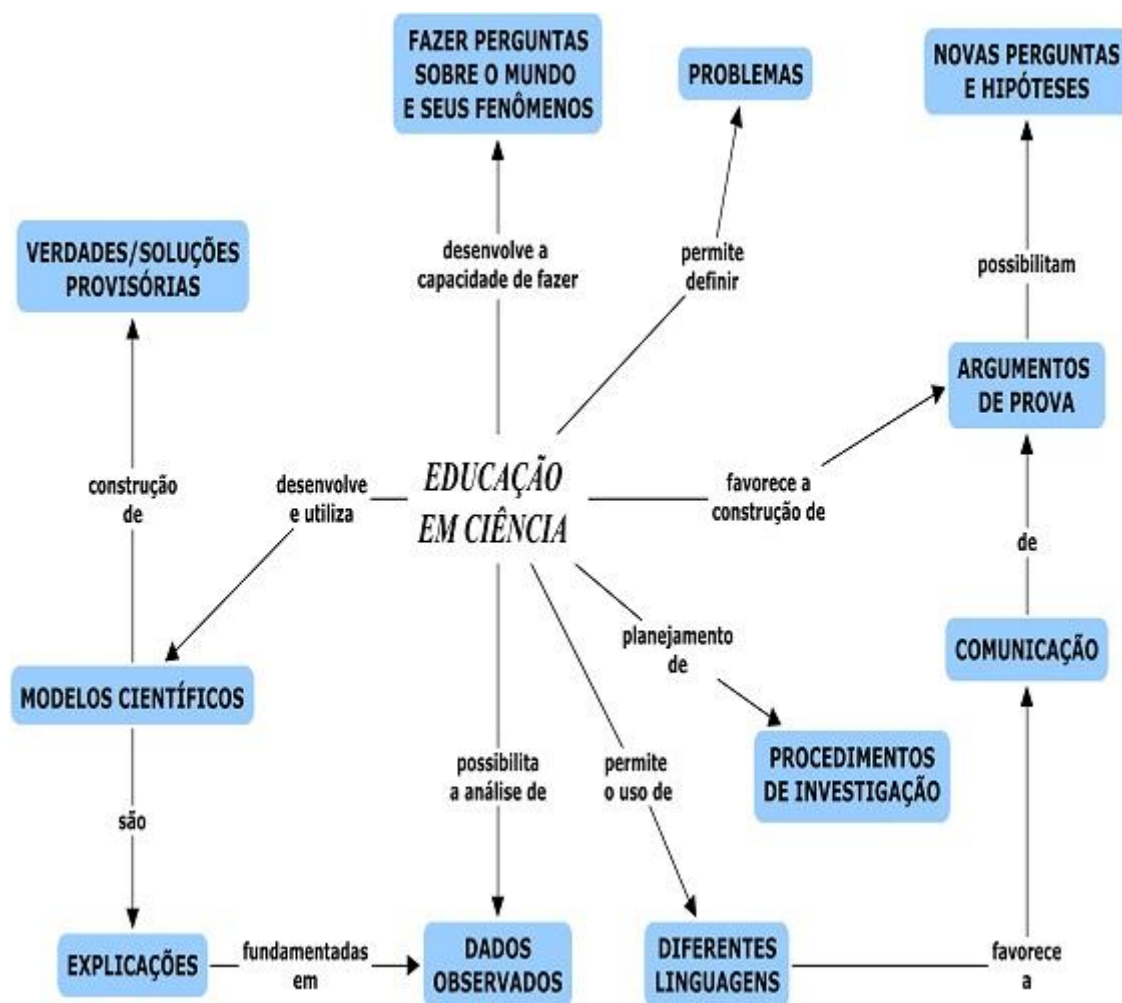 FAZER PERGUNTAS
SOBRE O MUNDO
E SEUS FENÔMENOS
PROBLEMAS
NOVAS PERGUNTAS
E HIPÓTESES
VERDADES/SOLUÇÕES
PROVISÓRIAS
desenvolve a
capacidade de fazer
permite
definir
possibilitam
ARGUMENTOS
DE PROVA
construção
de
desenvolve
e utiliza
EDUCAÇÃO
EM CIÊNCIA
favorece a
construção de
de
planejamento
de
COMUNICAÇÃO
MODELOS CIENTÍFICOS
possibilita
a análise de
permite
o uso de
PROCEDIMENTOS
DE INVESTIGAÇÃO
são
EXPLICAÇÕES
fundamentadas
em
DADOS
OBSERVADOS
DIFERENTES
LINGUAGENS
favorece
a